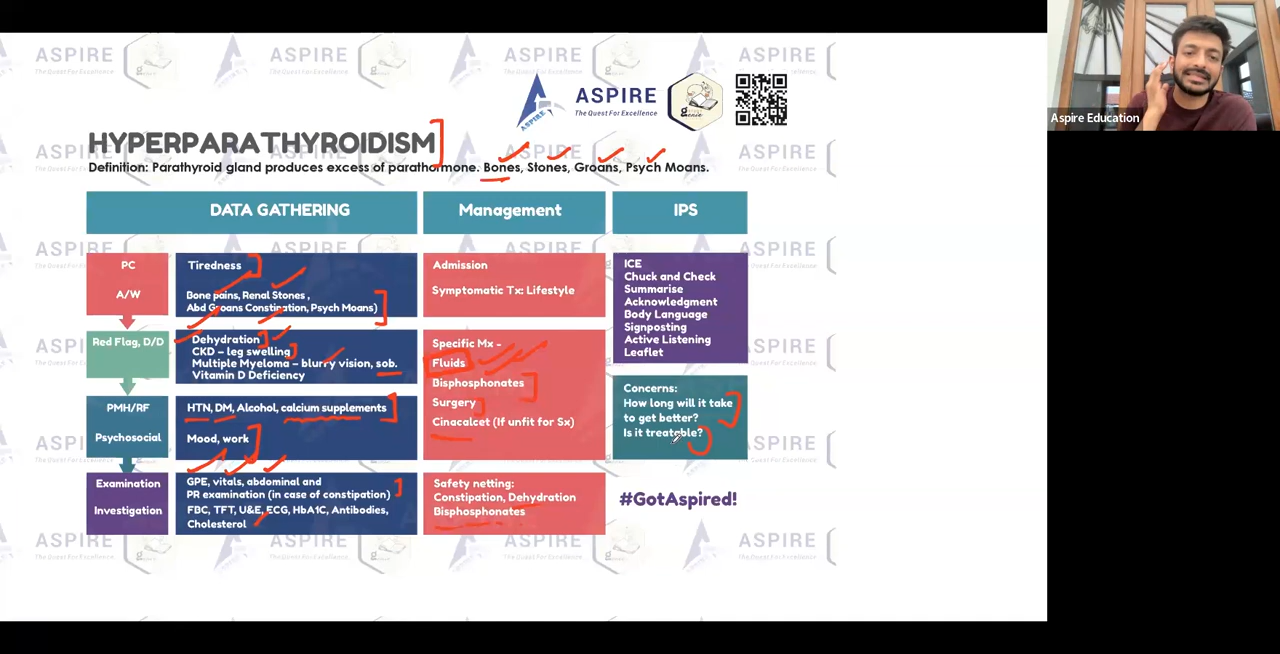 ASPIRE
The Quest For Excellence
genie
HYPERPARATHYROIDISM
Definition: Parathyroid gland produces excess of parathormone. Bones, Stones, Groans, Psych Moans.
DATA GATHERING
Management
IPS
PC
A/W
Tiredness
Bone pains, Renal Stones ,
Abd Groans Constination, Psych Moans)
Admission
Symptomatic Tx: Lifestyle
ICE
Chuck and Check
Summarise
Acknowledgment
Body Language
Signposting
Active Listening
Leaflet
Red Flag, D/D
Dehydration
CKD – leg swelling
Multiple Myeloma – blurry vision, sob.
Vitamin D Deficiency
Specific Mx -
Fluids
Bisphosphonates
Surgery
Cinacalcet (If unfit for Sx)
Concerns:
How long will it take
to get better?
Is it treatable?
PMH/RF
Psychosocial
HTN, DM, Alcohol, calcium supplements
Mood, work
Examination
Investigation
GPE, vitals, abdominal and
PR examination (in case of constipation)
FBC, TFT, U&E, ECG, HbA1C, Antibodies,
Cholesterol
Safety netting:
Constipation, Dehydration
Bisphosphonates
#GotAspired!
Aspire Education